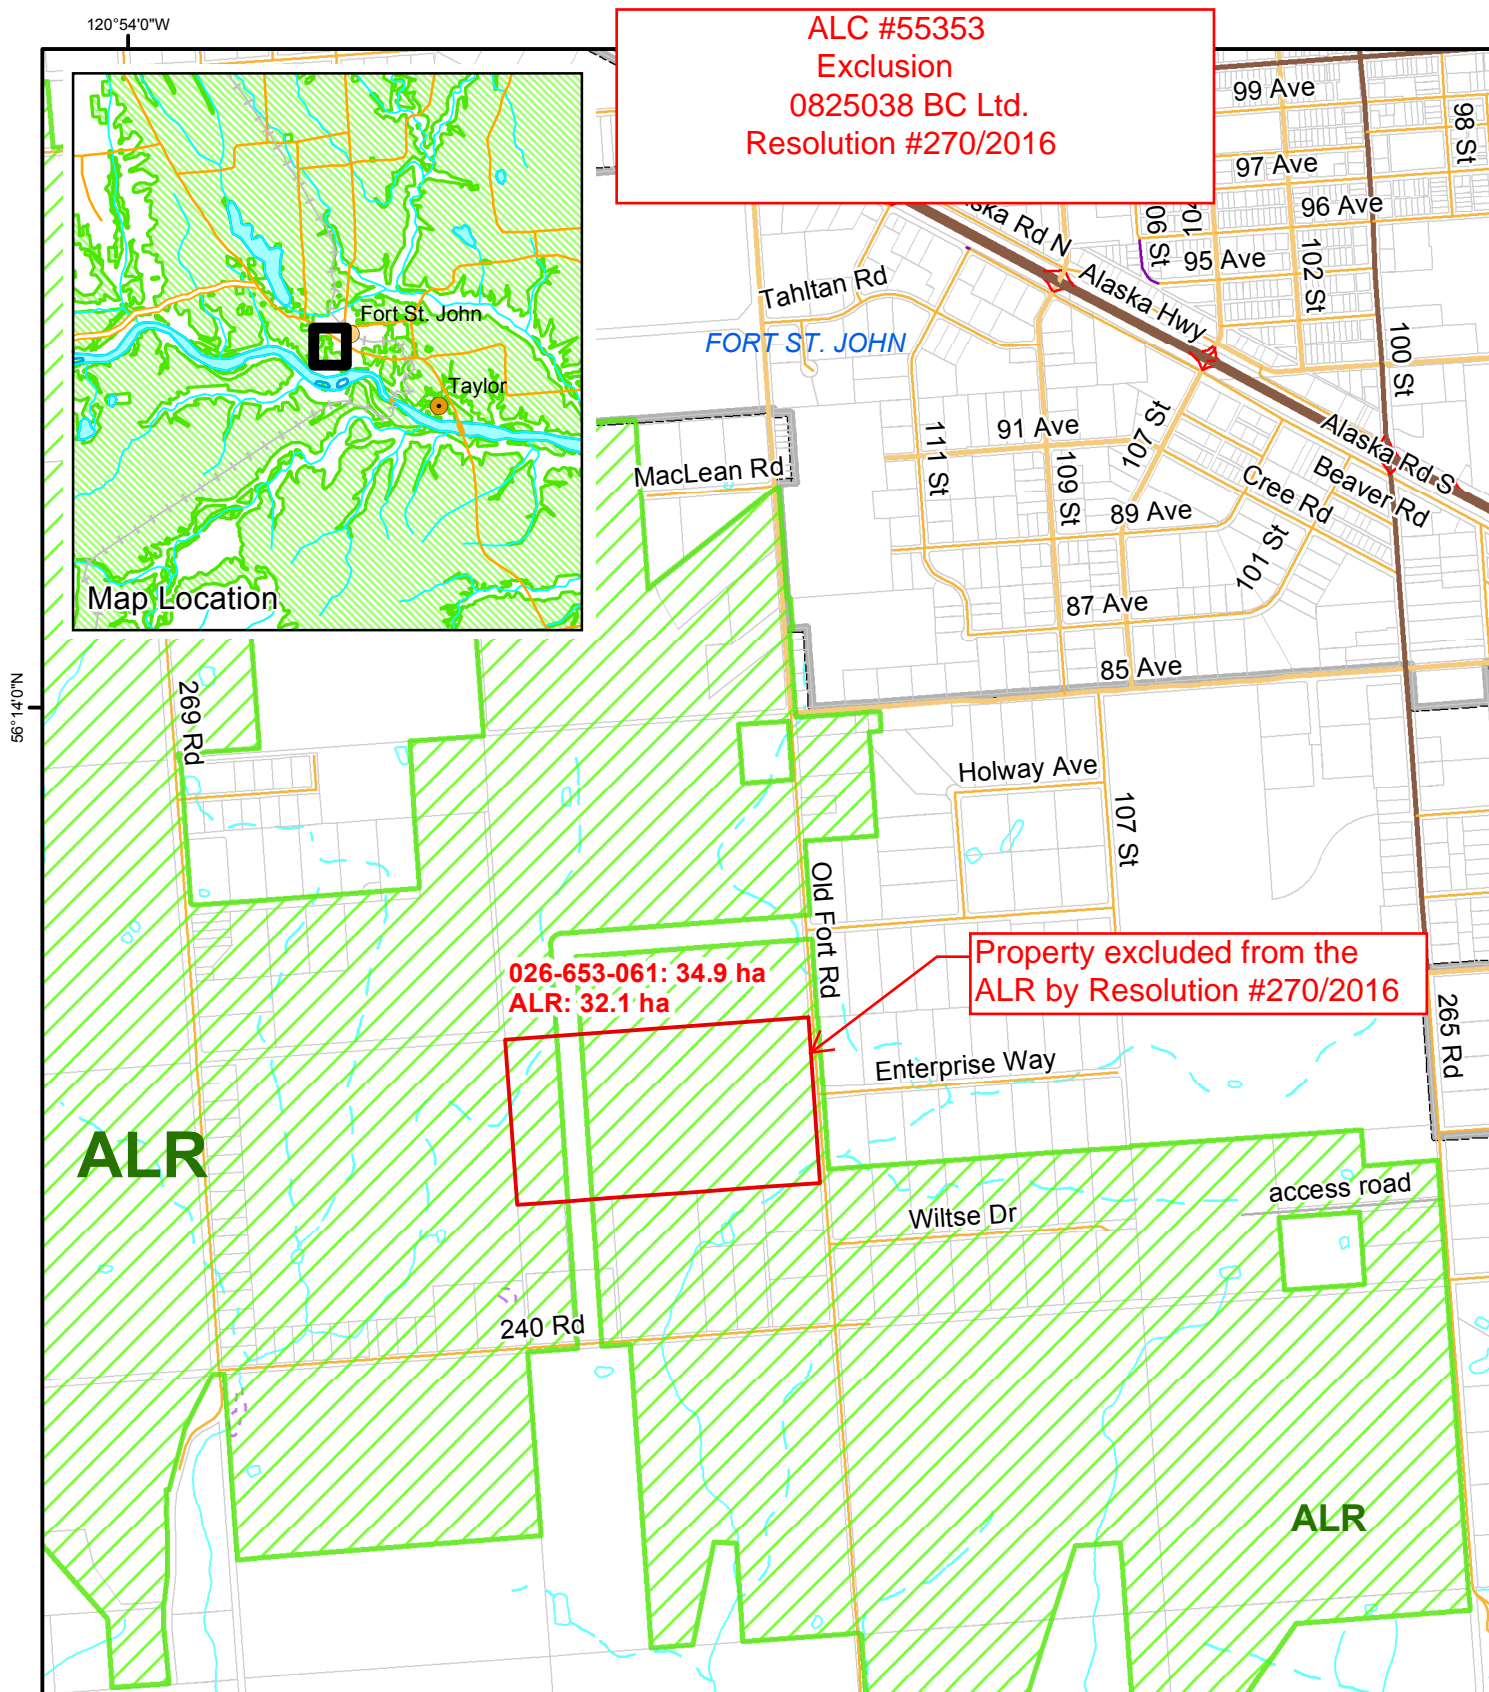 120°54'0"W
ALC #55353
Exclusion
0825038 BC Ltd.
Resolution #270/2016
99 Ave
98 St
97 Ave
96 Ave
95 Ave
102 St
Rd N
Alaska Hwy
Tahltan Rd
FORT ST. JOHN
Fort St. John
Taylor
Map Location
100 St
Alaska Rd S
91 Ave
107 St
111 St
109 St
MacLean Rd
Cree Rd
Beaver Rd
89 Ave
101 St
87 Ave
85 Ave
56°14'0"N
269 Rd
Holway Ave
107 St
Old Fort Rd
Property excluded from the
ALR by Resolution #270/2016
026-653-061: 34.9 ha
ALR: 32.1 ha
265 Rd
Enterprise Way
ALR
access road
Wiltse Dr
240 Rd
ALR